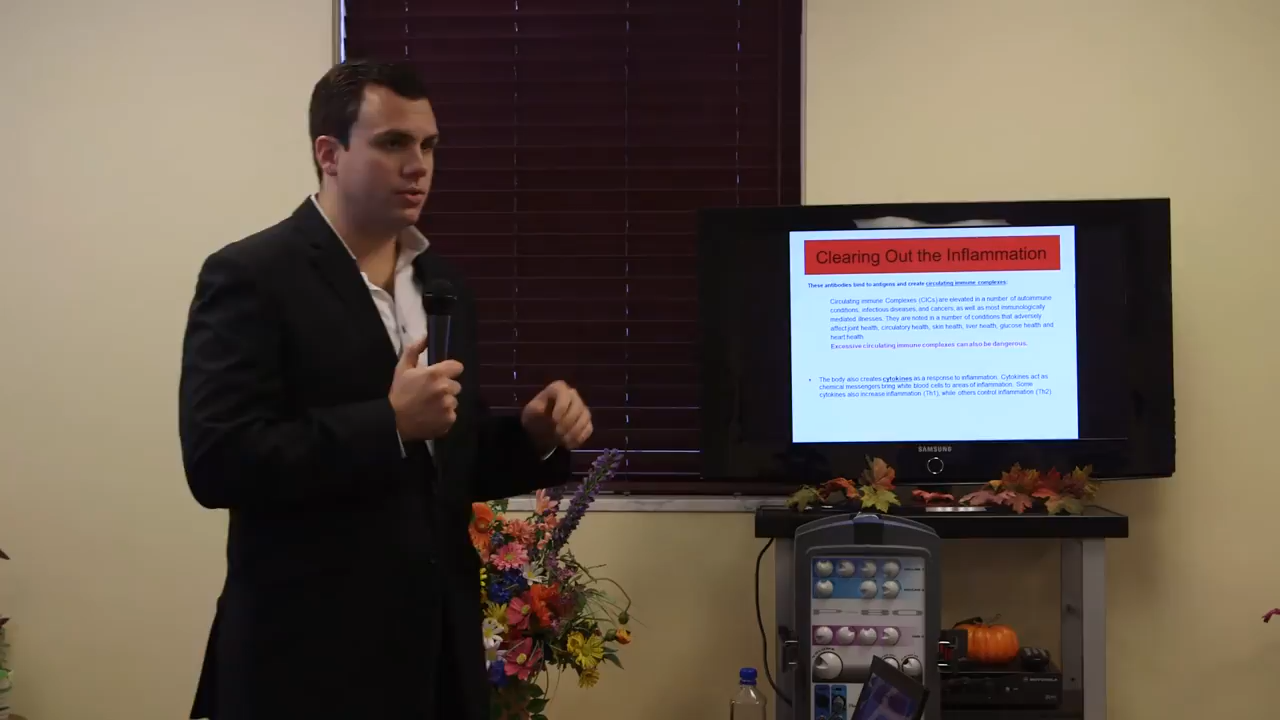 Clearing Out the Inflammation
These antibodies bind to antigens and create circulating immune complexes.
Circulating Immune Complexes (CICs) are elevated in a number of autoimmune
conditions, infectious diseases, and cancers, as well as most immunologically
mediated illnesses. They are noted in a number of conditions that adversely
affect joint health, circulatory health, skin health, liver health, glucose health and
heart health.
Excessive circulating immune complexes can also be dangerous.
• The body also creates cytokines as a response to inflammation. Cytokines act as
chemical messengers bring white blood cells to areas of inflammation. Some
cytokines also increase inflammation (Th1), while others control inflammation (Th2)
SAMSUNG
MOTOROLA